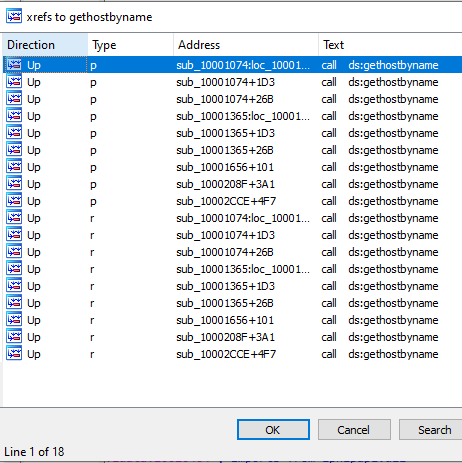 xrefs to gethostbyname
Direction Type Address Text
Up p sub_10001074:loc_10001... call ds:gethostbyname
Up p sub_10001074+1D3 call ds:gethostbyname
Up p sub_10001074+26B call ds:gethostbyname
Up p sub_10001365:loc_10001... call ds:gethostbyname
Up p sub_10001365+1D3 call ds:gethostbyname
Up p sub_10001365+26B call ds:gethostbyname
Up p sub_10001656+101 call ds:gethostbyname
Up p sub_1000208F+3A1 call ds:gethostbyname
Up p sub_10002CCE+4F7 call ds:gethostbyname
Up r sub_10001074:loc_10001... call ds:gethostbyname
Up r sub_10001074+1D3 call ds:gethostbyname
Up r sub_10001074+26B call ds:gethostbyname
Up r sub_10001365:loc_10001... call ds:gethostbyname
Up r sub_10001365+1D3 call ds:gethostbyname
Up r sub_10001365+26B call ds:gethostbyname
Up r sub_10001656+101 call ds:gethostbyname
Up r sub_1000208F+3A1 call ds:gethostbyname
Up r sub_10002CCE+4F7 call ds:gethostbyname
OK Cancel Search
Line 1 of 18